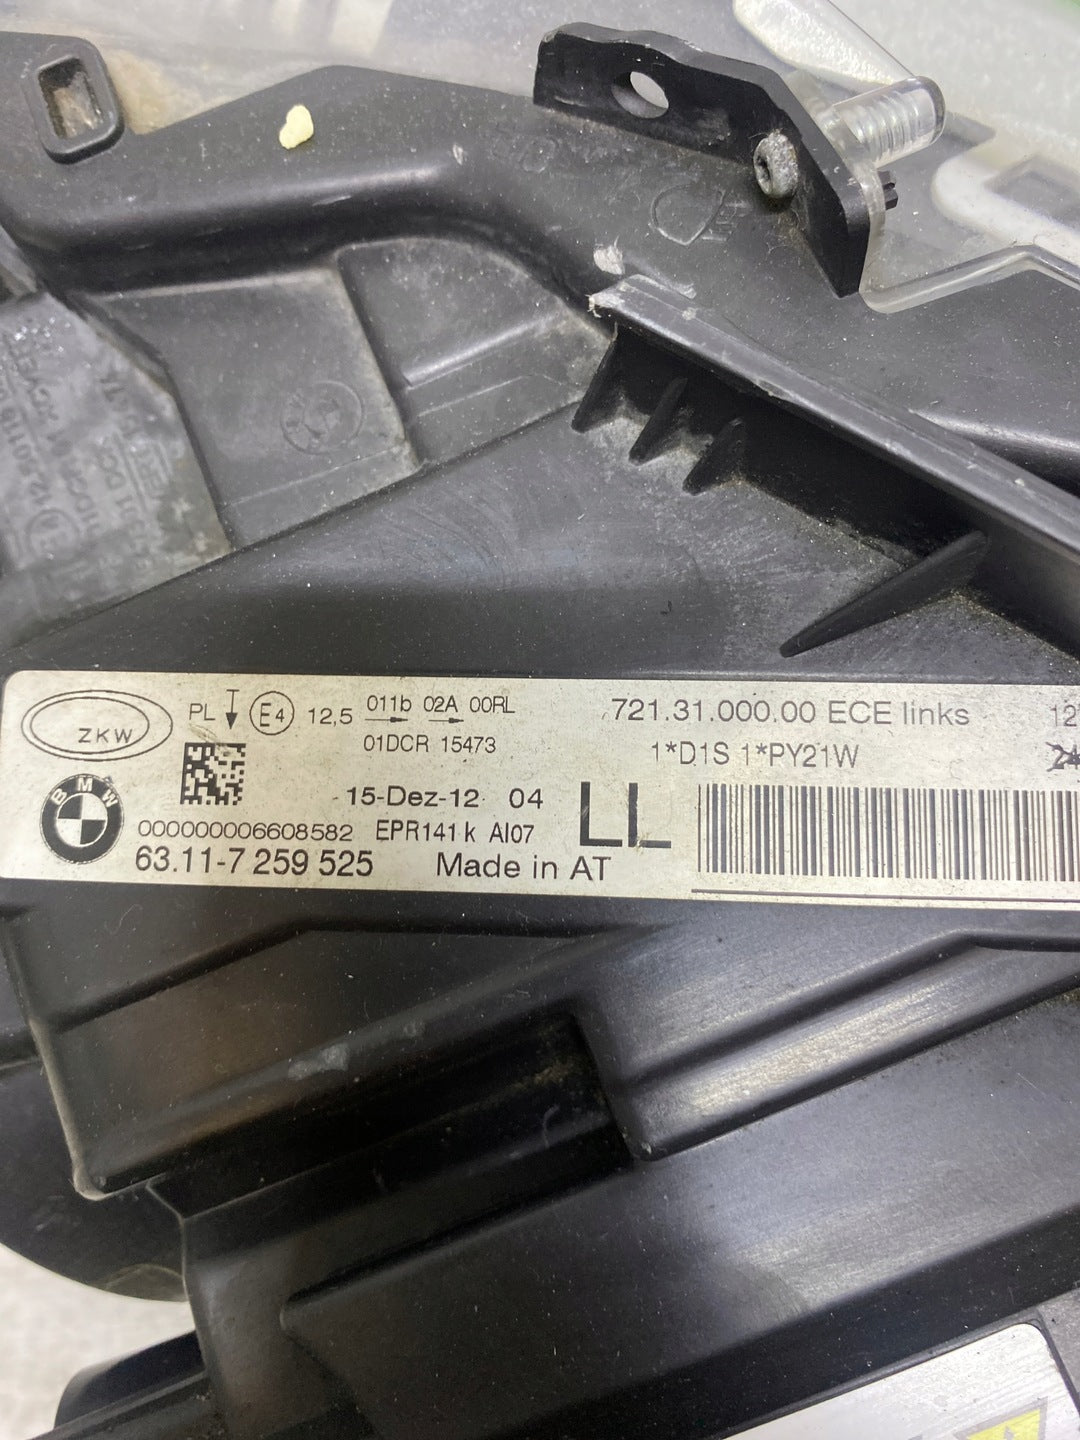 ZKW
PL E4 12,5 011b 02A 00RL
01DCR 15473
721.31.000.00 ECE links
1*D1S 1*PY21W
15-Dez-12 04
LL
BMW
000000006608582 EPR141 k AI07
63.11-7 259 525 Made in AT